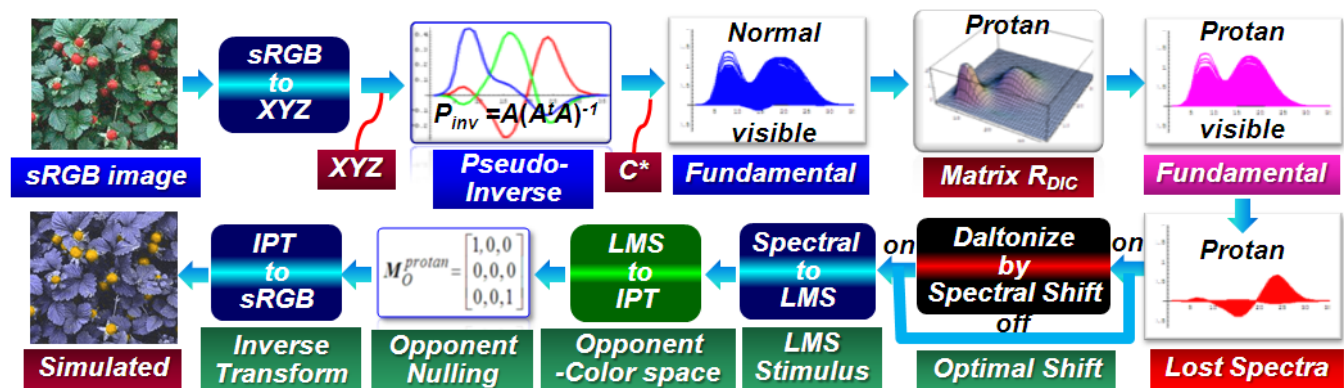 sRGB
to
XYZ
P_inv =A(AᵗA)⁻¹
Normal
visible
Protan
Protan
visible
sRGB image
XYZ
Pseudo-
Inverse
C*
Fundamental
Matrix R_DIC
Fundamental
IPT
to
sRGB
M_O^protan = [1,0,0
0,0,0
0,0,1]
LMS
to
IPT
Spectral
to
LMS
on
Daltonize
by
Spectral Shift
off
on
Protan
Simulated
Inverse
Transform
Opponent
Nulling
Opponent
-Color space
LMS
Stimulus
Optimal Shift
Lost Spectra